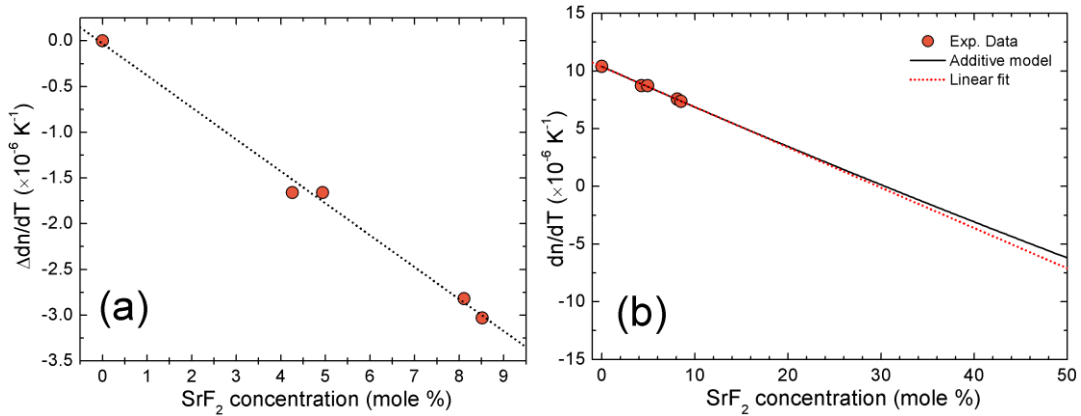 0.0
-0.5
-1.0
-1.5
-2.0
-2.5
-3.0
-3.5
Δdn/dT (×10⁻⁶ K⁻¹)
(a)
0 1 2 3 4 5 6 7 8 9
SrF₂ concentration (mole %)
15
10
5
0
-5
-10
-15
dn/dT (×10⁻⁶ K⁻¹)
Exp. Data
Additive model
Linear fit
(b)
0 10 20 30 40 50
SrF₂ concentration (mole %)